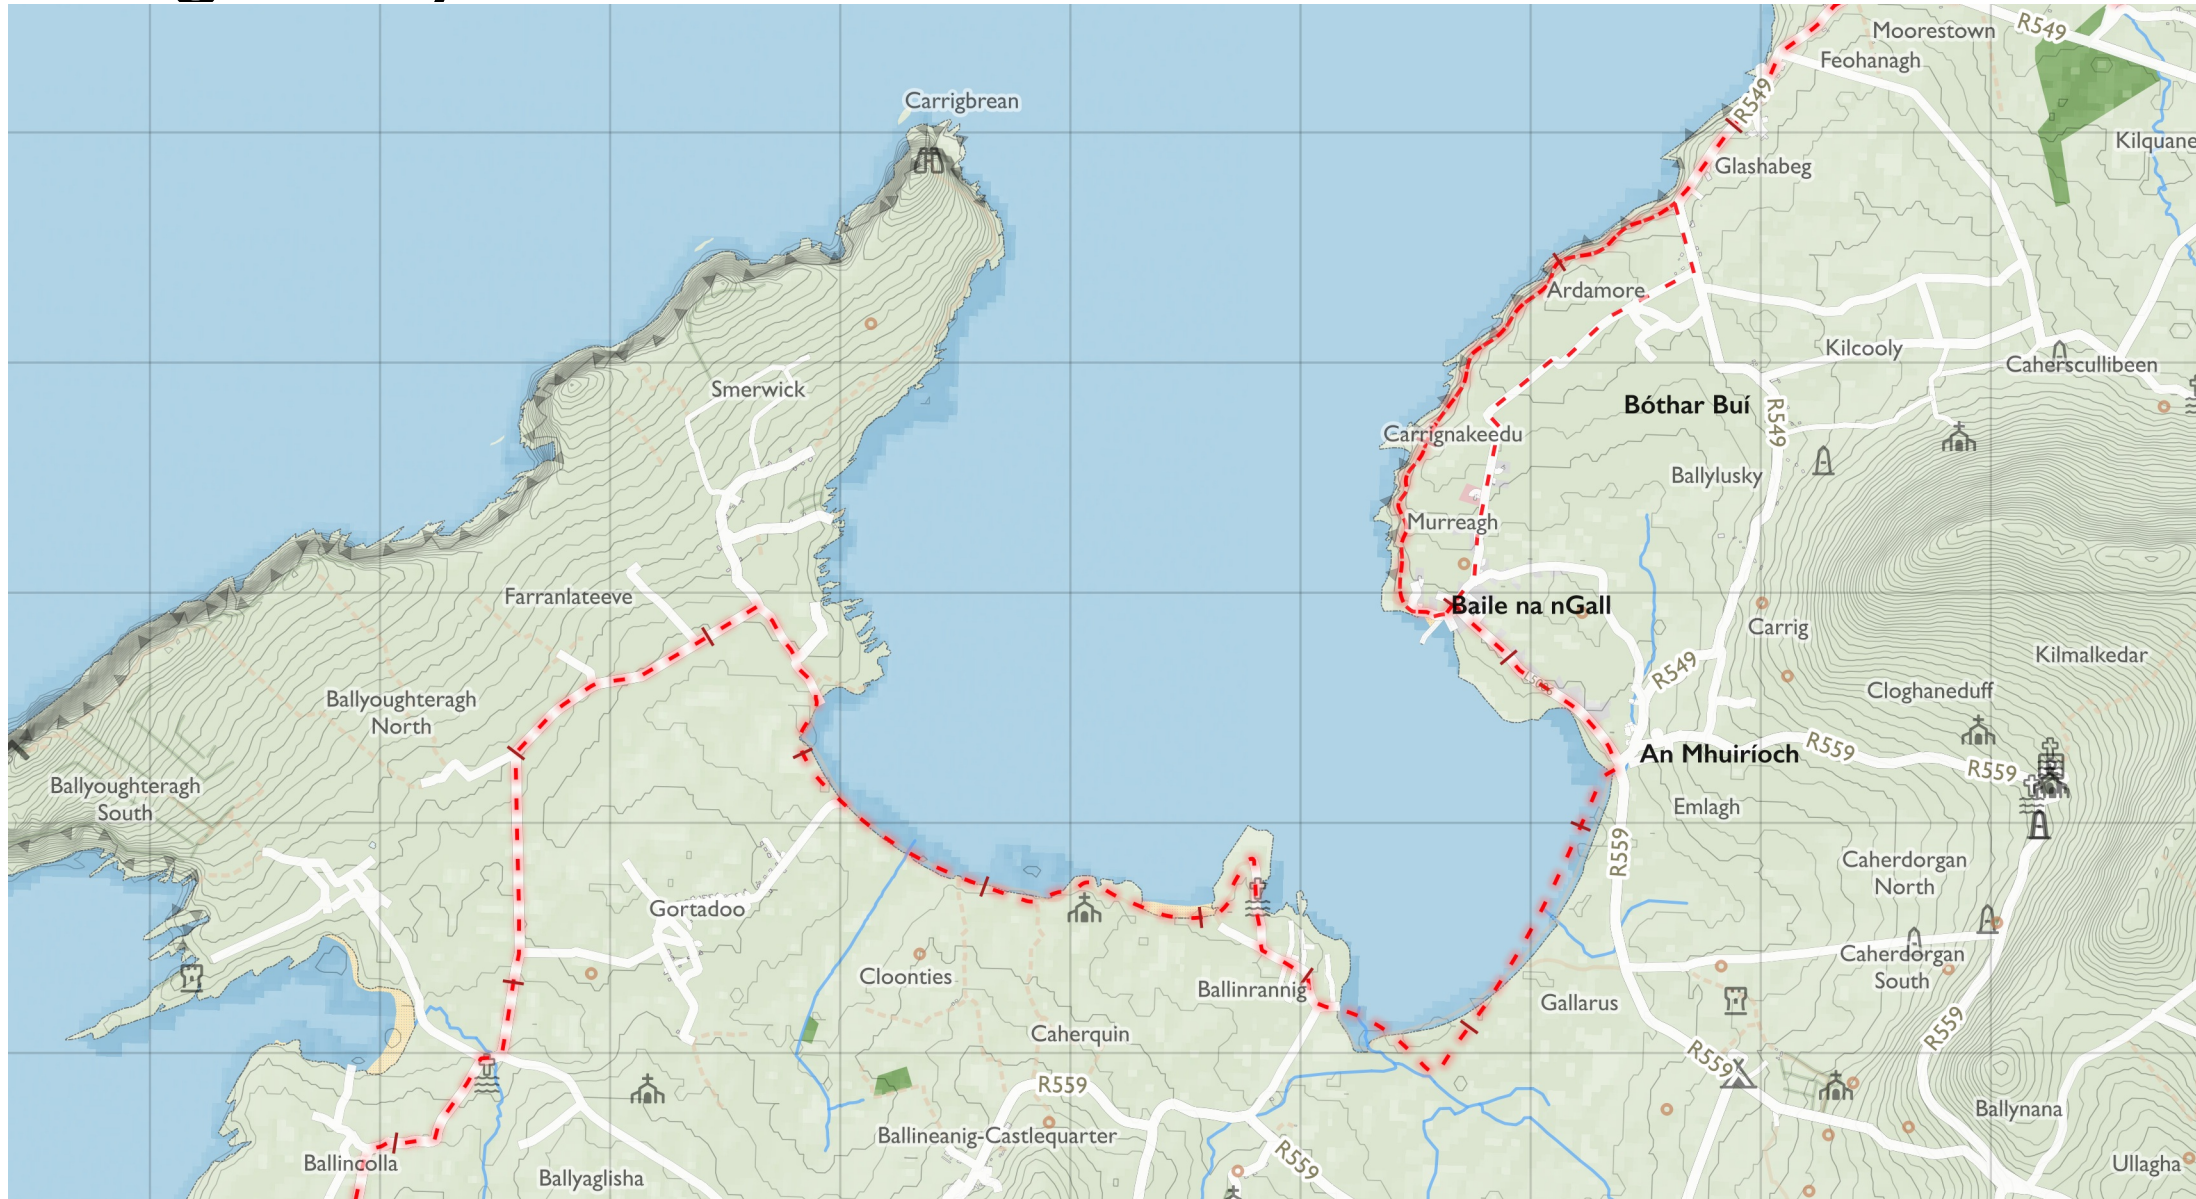 Moorestown
R549
Feohanagh
Carrigbrean
R549
Kilquane
Glashabeg
Ardamore
Kilcooly
Caherscullibeen
Smerwick
Bóthar Buí
R549
Carrignakeedu
Ballylusky
Murreagh
Farranlateeve
Baile na nGall
Carrig
Kilmalkedar
R549
Cloghaneduff
Ballyoughteragh
North
An Mhuiríoch
R559
R559
Ballyoughteragh
South
Emlagh
R559
Caherdorgan
North
Gortadoo
Caherdorgan
South
Cloonties
Ballinrannig
Gallarus
Caherquin
R559
R559
R559
Ballynana
Ballineanig-Castlequarter
Ballincolla
R559
Ullagha
Ballyaglisha